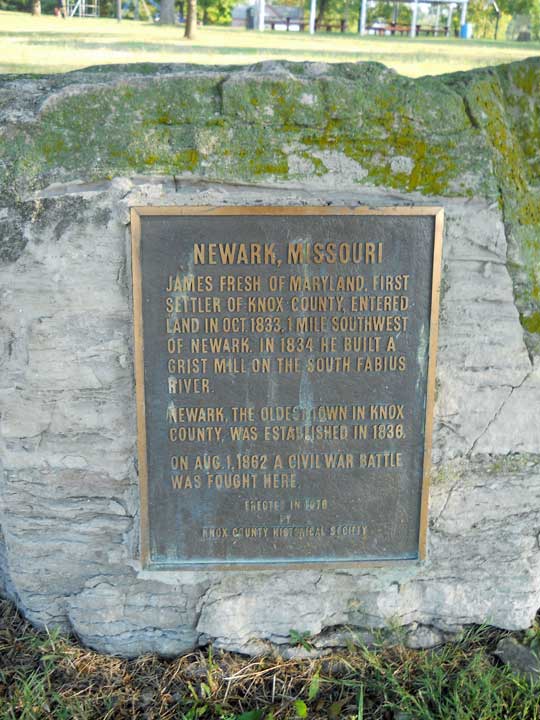 NEWARK, MISSOURI
JAMES FRESH OF MARYLAND, FIRST
SETTLER OF KNOX COUNTY, ENTERED
LAND IN OCT 1833, 1 MILE SOUTHWEST
OF NEWARK. IN 1834 HE BUILT A
GRIST MILL ON THE SOUTH FABIUS
RIVER.
NEWARK, THE OLDEST TOWN IN KNOX
COUNTY, WAS ESTABLISHED IN 1836.
ON AUG. 1, 1862 A CIVIL WAR BATTLE
WAS FOUGHT HERE.
ERECTED IN 1976
BY
KNOX COUNTY HISTORICAL SOCIETY